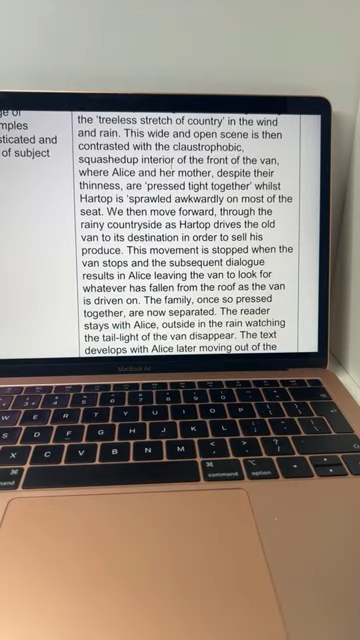 ge of
mples
sticated and
of subject
the 'treeless stretch of country' in the wind
and rain. This wide and open scene is then
contrasted with the claustrophobic,
squashedup interior of the front of the van,
where Alice and her mother, despite their
thinness, are 'pressed tight together' whilst
Hartop is 'sprawled awkwardly on most of the
seat. We then move forward, through the
rainy countryside as Hartop drives the old
van to its destination in order to sell his
produce. This movement is stopped when the
van stops and the subsequent dialogue
results in Alice leaving the van to look for
whatever has fallen from the roof as the van
is driven on. The family, once so pressed
together, are now separated. The reader
stays with Alice, outside in the rain watching
the tail-light of the van disappear. The text
develops with Alice later moving out of the
MacBook Air
W E R T Y U I O P
S D F G H J K L
X C V B N M
command option